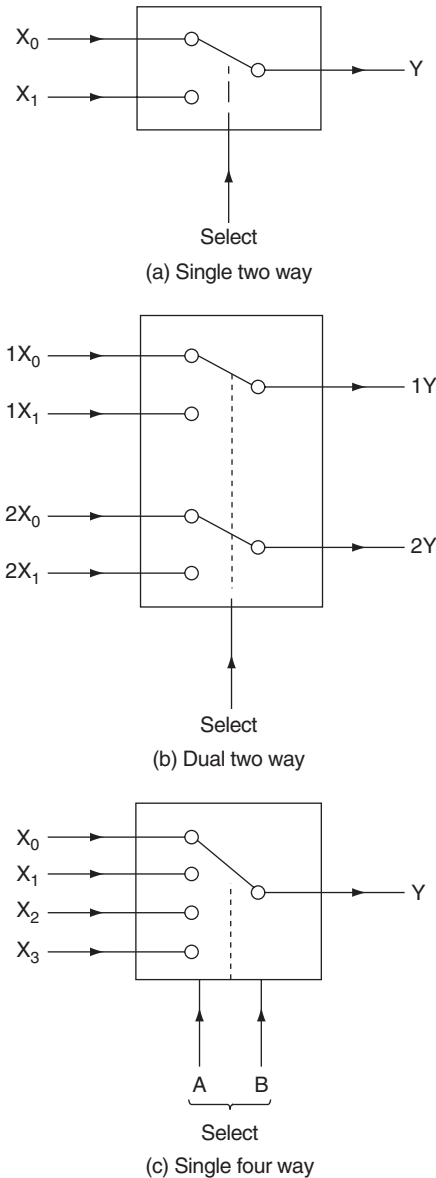 X₀
Y
X₁
Select
(a) Single two way
1X₀
1Y
1X₁
2X₀
2Y
2X₁
Select
(b) Dual two way
X₀
X₁
Y
X₂
X₃
A B
Select
(c) Single four way